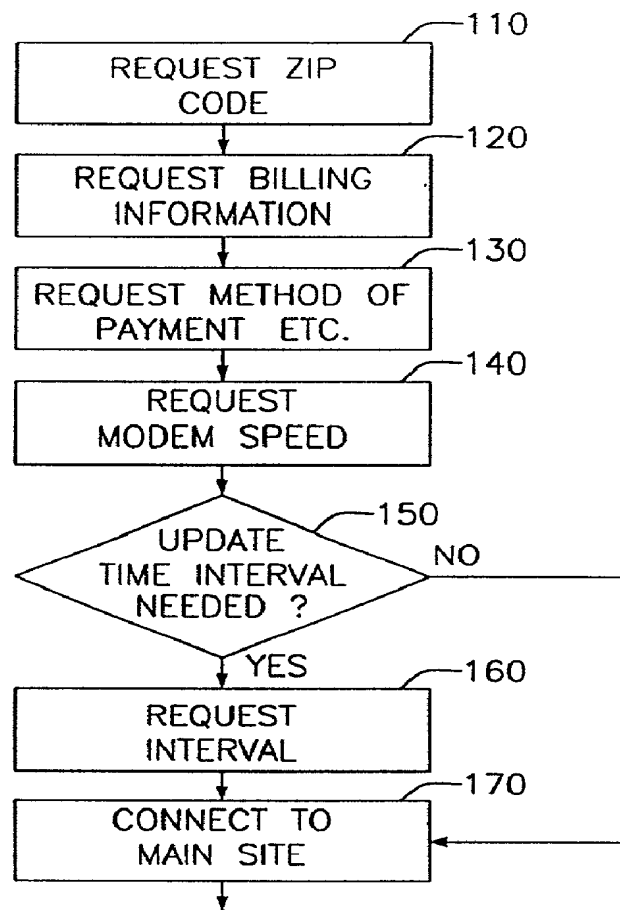 110
REQUEST ZIP
CODE
120
REQUEST BILLING
INFORMATION
130
REQUEST METHOD OF
PAYMENT ETC.
140
REQUEST
MODEM SPEED
150
UPDATE
TIME INTERVAL
NEEDED ?
NO
YES
160
REQUEST
INTERVAL
170
CONNECT TO
MAIN SITE